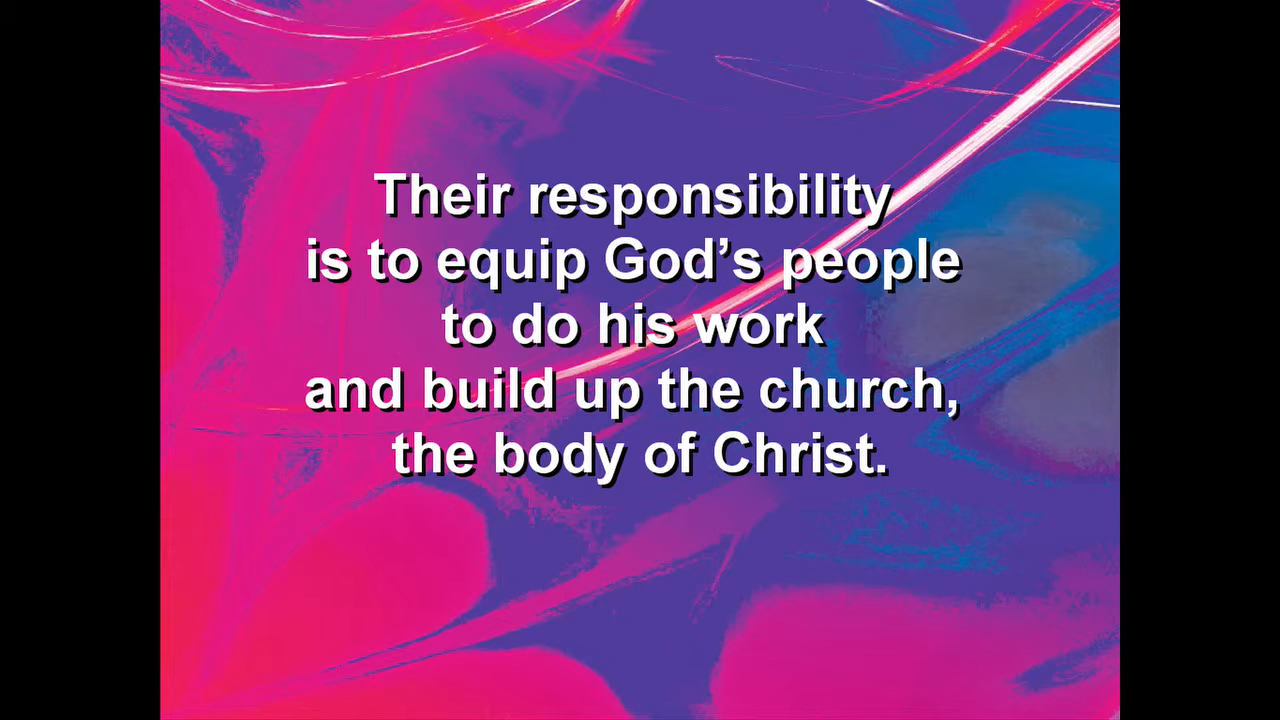 Their responsibility
is to equip God’s people
to do his work
and build up the church,
the body of Christ.